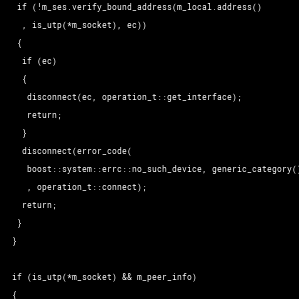 if (!m_ses.verify_bound_address(m_local.address()
, is_utp(*m_socket), ec))
{
if (ec)
{
disconnect(ec, operation_t::get_interface);
return;
}
disconnect(error_code(
boost::system::errc::no_such_device, generic_category()
, operation_t::connect);
return;
}
}
if (is_utp(*m_socket) && m_peer_info)
{